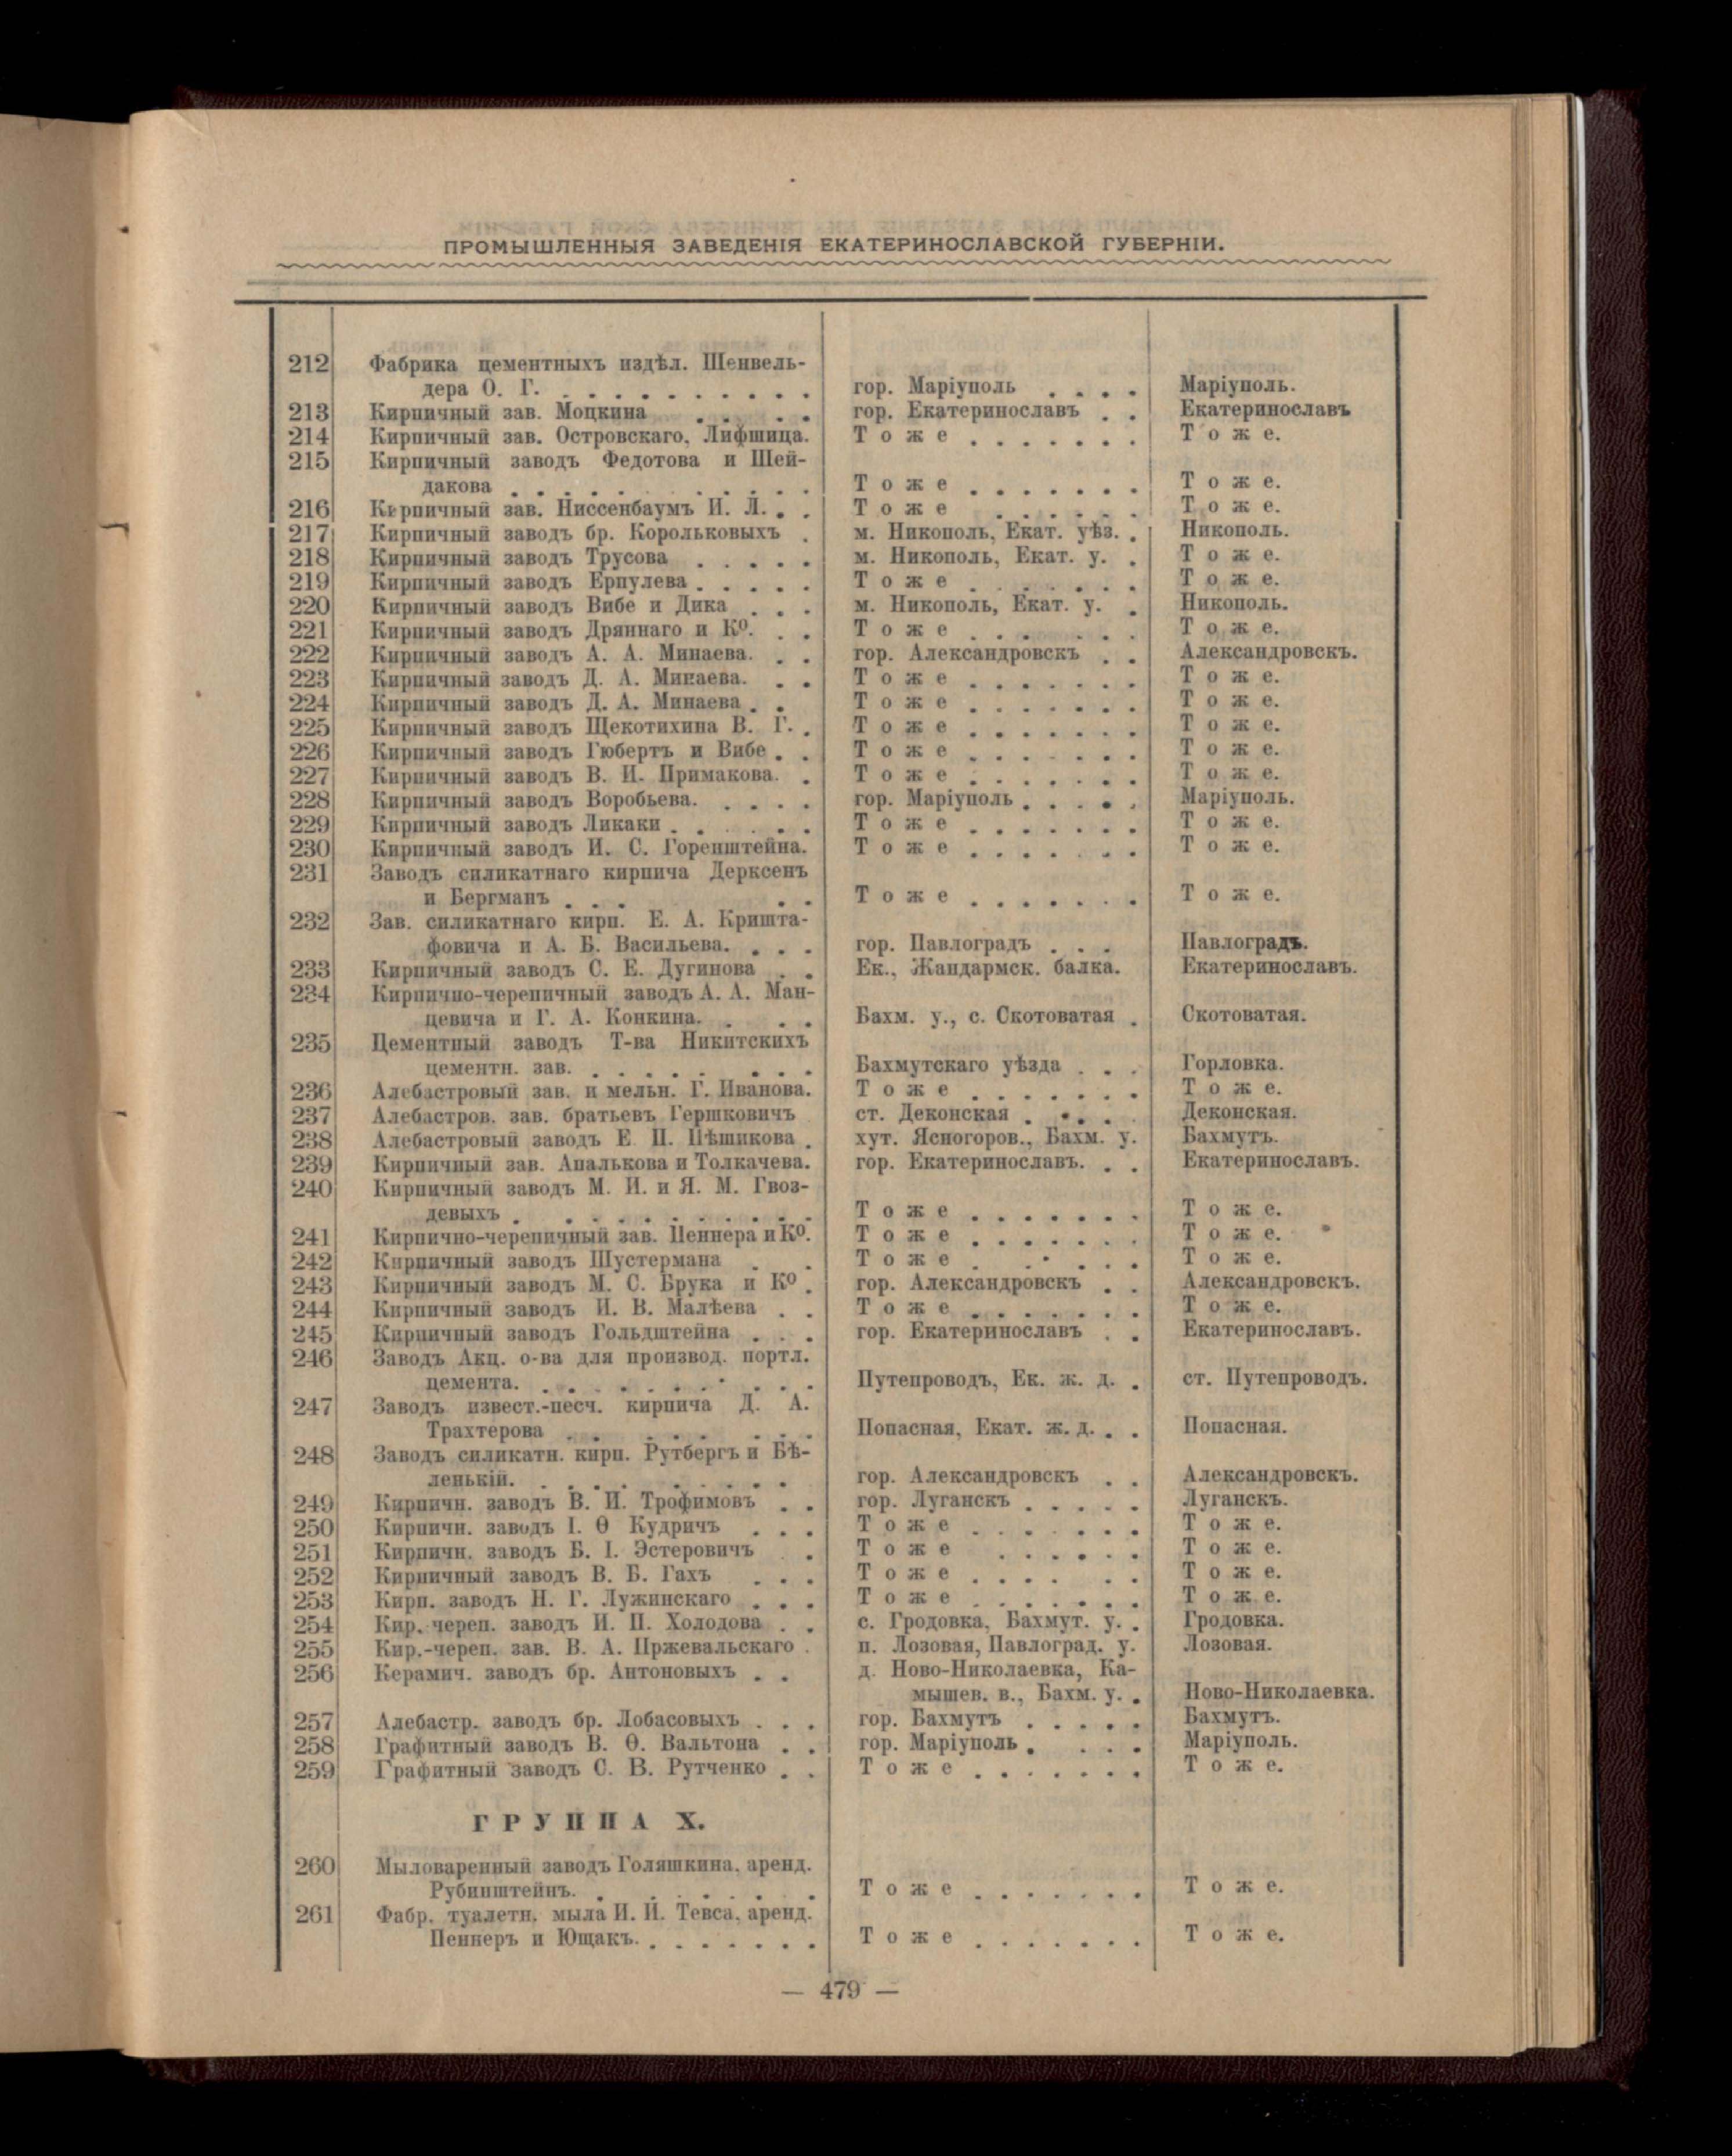 ПРОМЫШЛЕННЫЯ ЗАВЕДЕНІЯ ЕКАТЕРИНОСЛАВСКОЙ ГУБЕРНІИ.
212 Фабрика цементныхъ издѣл. Шенвель-
дера О. Г. . . . . . . . . . . гор. Маріуполь . . . . Маріуполь.
213 Кирпичный зав. Моцкина . . . . . гор. Екатеринославъ . . Екатеринославъ
214 Кирпичный зав. Островскаго, Лифшица. Тоже . . . . . . . Тоже.
215 Кирпичный заводъ Федотова и Шей-
дакова . . . . . . . . . . . . Тоже . . . . . . . Тоже.
216 Кирпичный зав. Ниссенбаумъ И. Л. . . Тоже . . . . . . Тоже.
217 Кирпичный заводъ бр. Корольковыхъ . м. Никополь, Екат. уѣз. . Никополь.
218 Кирпичный заводъ Трусова . . . . . м. Никополь, Екат. у. . Тоже.
219 Кирпичный заводъ Ерпулева . . . . . Тоже . . . . . . . Тоже.
220 Кирпичный заводъ Вибе и Дика . . . м. Никополь, Екат. у. . Никополь.
221 Кирпичный заводъ Дряннаго и Кº. . . Тоже . . . . . . Тоже.
222 Кирпичный заводъ А. А. Минаева. . . гор. Александровскъ . . Александровскъ.
223 Кирпичный заводъ Д. А. Минаева. . . Тоже . . . . . . . Тоже.
224 Кирпичный заводъ Д. А. Минаева . . Тоже . . . . . . . Тоже.
225 Кирпичный заводъ Щекотихина В. Г. . Тоже . . . . . . . Тоже.
226 Кирпичный заводъ Гюбертъ и Вибе . . Тоже . . . . . . . Тоже.
227 Кирпичный заводъ В. И. Примакова. . Тоже . . . . . . . Тоже.
228 Кирпичный заводъ Воробьева. . . . . гор. Маріуполь . . . . . Маріуполь.
229 Кирпичный заводъ Ликаки . . . . . Тоже . . . . . . . Тоже.
230 Кирпичный заводъ И. С. Горенштейна. Тоже . . . . . . . Тоже.
231 Заводъ силикатнаго кирпича Дерксенъ
и Бергманъ . . . . . Тоже . . . . . . . Тоже.
232 Зав. силикатнаго кирп. Е. А. Кришта-
фовича и А. Б. Васильева. . . . гор. Павлоградъ . . . Павлоградъ.
233 Кирпичный заводъ С. Е. Дугинова . . Ек., Жандармск. балка. Екатеринославъ.
234 Кирпично-черепичный заводъ А. А. Ман-
цевича и Г. А. Конкина. . . . Бахм. у., с. Скотоватая . Скотоватая.
235 Цементный заводъ Т-ва Никитскихъ
цементн. зав. . . . . . . . . Бахмутскаго уѣзда . . . Горловка.
236 Алебастровый зав. и мельн. Г. Иванова. Тоже . . . . . . . Тоже.
237 Алебастров. зав. братьевъ Гершковичъ ст. Деконская . . . . Деконская.
238 Алебастровый заводъ Е. П. Пѣшикова . хут. Ясногоров., Бахм. у. Бахмутъ.
239 Кирпичный зав. Апалькова и Толкачева. гор. Екатеринославъ. . . Екатеринославъ.
240 Кирпичный заводъ М. И. и Я. М. Гвоз-
девыхъ . . . . . . . . . . . Тоже . . . . . . . Тоже.
241 Кирпично-черепичный зав. Пеннера и Кº. Тоже . . . . . . . Тоже.
242 Кирпичный заводъ Шустермана . . Тоже . . . . . . Тоже.
243 Кирпичный заводъ М. С. Брука и Кº . гор. Александровскъ . . Александровскъ.
244 Кирпичный заводъ И. В. Малѣева . . Тоже . . . . . . . Тоже.
245 Кирпичный заводъ Гольдштейна . . . гор. Екатеринославъ . . Екатеринославъ.
246 Заводъ Акц. о-ва для производ. портл.
цемента. . . . . . . . . . . Путепроводъ, Ек. ж. д. . ст. Путепроводъ.
247 Заводъ извест.-песч. кирпича Д. А.
Трахтерова . . . . . . . . Попасная, Екат. ж. д. . . Попасная.
248 Заводъ силикатн. кирп. Рутбергъ и Бѣ-
ленькій. . . . . . . . . . . гор. Александровскъ . . Александровскъ.
249 Кирпичн. заводъ В. И. Трофимовъ . . гор. Луганскъ . . . . . Луганскъ.
250 Кирпичн. заводъ І. Ѳ Кудричъ . . . Тоже . . . . . . . Тоже.
251 Кирпичн. заводъ Б. І. Эстеровичъ . Тоже . . . . . . Тоже.
252 Кирпичный заводъ В. Б. Гахъ . . . Тоже . . . . . . Тоже.
253 Кирп. заводъ Н. Г. Лужинскаго . . . Тоже . . . . . . . Тоже.
254 Кир. череп. заводъ И. П. Холодова . . с. Гродовка, Бахмут. у. . Гродовка.
255 Кир.-череп. зав. В. А. Пржевальскаго . п. Лозовая, Павлоград. у. Лозовая.
256 Керамич. заводъ бр. Антоновыхъ . . д. Ново-Николаевка, Ка-
мышев. в., Бахм. у. . Ново-Николаевка.
257 Алебастр. заводъ бр. Лобасовыхъ . . . гор. Бахмутъ . . . . . Бахмутъ.
258 Графитный заводъ В. Ѳ. Вальтона . . гор. Маріуполь . . . . Маріуполь.
259 Графитный заводъ С. В. Рутченко . . Тоже . . . . . . . Тоже.
ГРУППА X.
260 Мыловаренный заводъ Голяшкина, аренд.
Рубинштейнъ. . . . . . . . Тоже . . . . . . . Тоже.
261 Фабр. туалетн. мыла И. И. Тевса, аренд.
Пеннеръ и Ющакъ. . . . . . . . Тоже . . . . . . . Тоже.
— 479 —